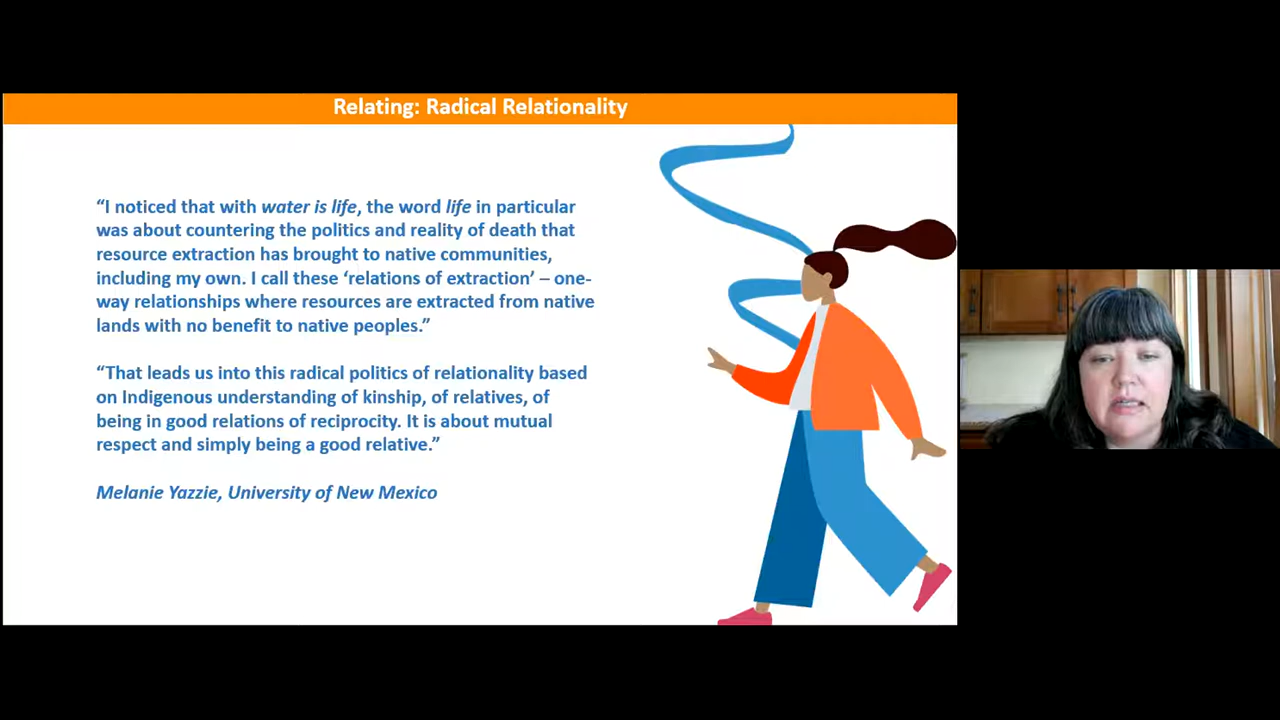 Relating: Radical Relationality
“I noticed that with water is life, the word life in particular
was about countering the politics and reality of death that
resource extraction has brought to native communities,
including my own. I call these ‘relations of extraction’ – one-
way relationships where resources are extracted from native
lands with no benefit to native peoples.”
“That leads us into this radical politics of relationality based
on Indigenous understanding of kinship, of relatives, of
being in good relations of reciprocity. It is about mutual
respect and simply being a good relative.”
Melanie Yazzie, University of New Mexico